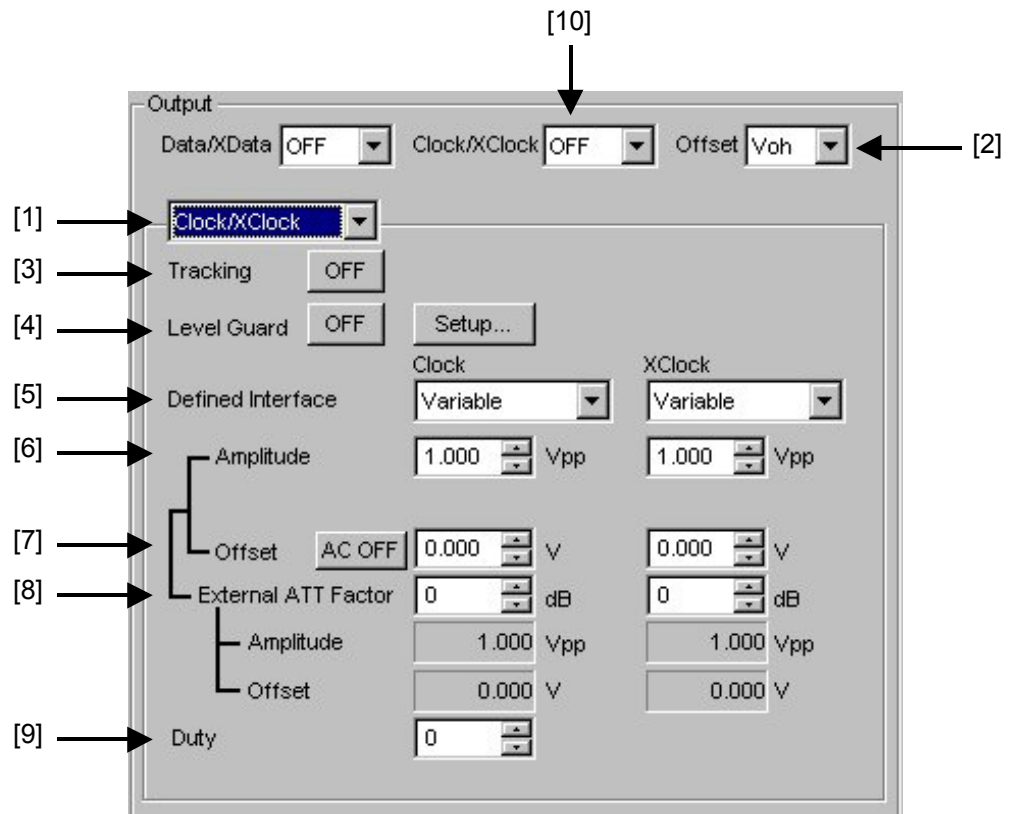 [10]
Output
Data/XData OFF Clock/XClock OFF Offset Voh [2]
[1] Clock/XClock
[3] Tracking OFF
[4] Level Guard OFF Setup...
Clock XClock
[5] Defined Interface Variable Variable
[6] Amplitude 1.000 Vpp 1.000 Vpp
[7] Offset AC OFF 0.000 V 0.000 V
[8] External ATT Factor 0 dB 0 dB
Amplitude 1.000 Vpp 1.000 Vpp
Offset 0.000 V 0.000 V
[9] Duty 0